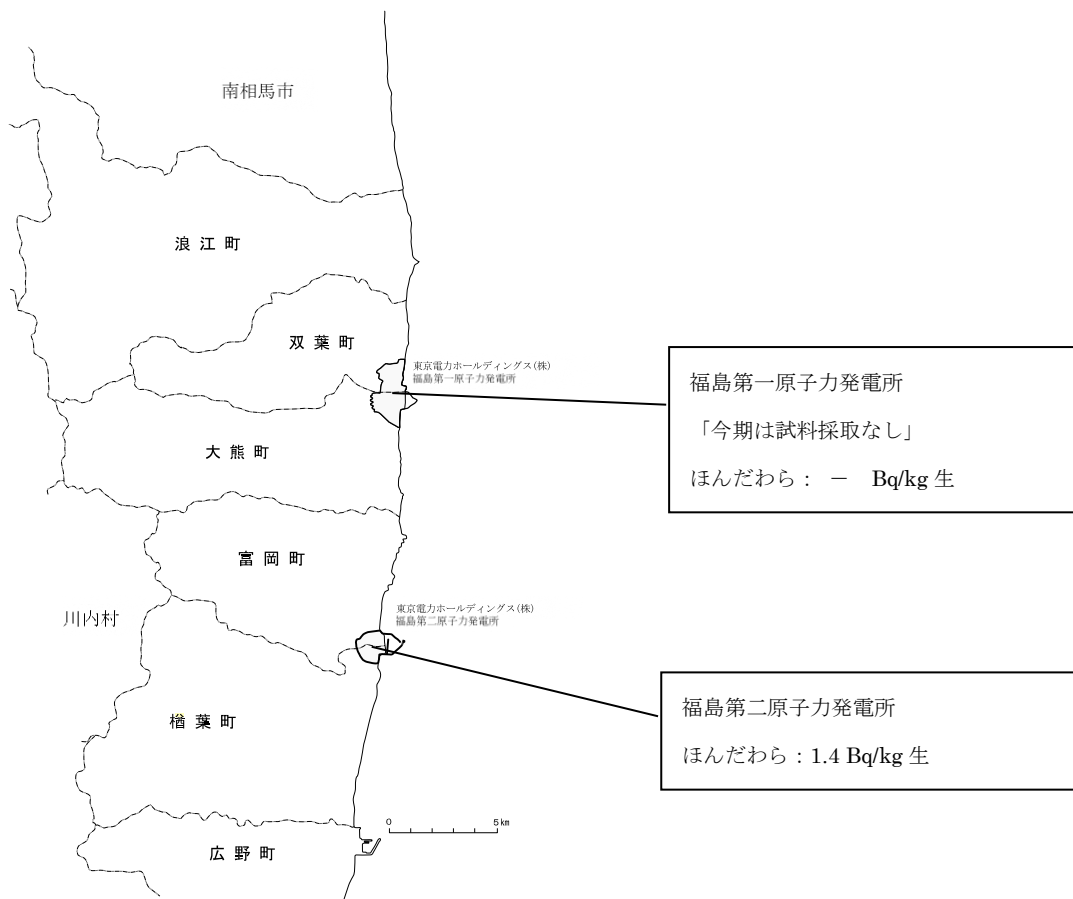 南相馬市
浪江町
双葉町
東京電力ホールディングス(株)
福島第一原子力発電所
福島第一原子力発電所
「今期は試料採取なし」
ほんだわら： － Bq/kg 生
大熊町
富岡町
東京電力ホールディングス(株)
福島第二原子力発電所
川内村
福島第二原子力発電所
ほんだわら：1.4 Bq/kg 生
楢葉町
0 5km
広野町